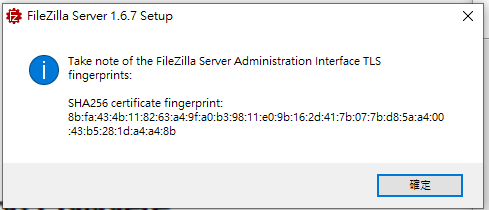 FileZilla Server 1.6.7 Setup
Take note of the FileZilla Server Administration Interface TLS
fingerprints:
SHA256 certificate fingerprint:
8b:fa:43:4b:11:82:63:a4:9f:a0:b3:98:11:e0:9b:16:2d:41:7b:07:7b:d8:5a:a4:00
:43:b5:28:1d:a4:a4:8b
確定